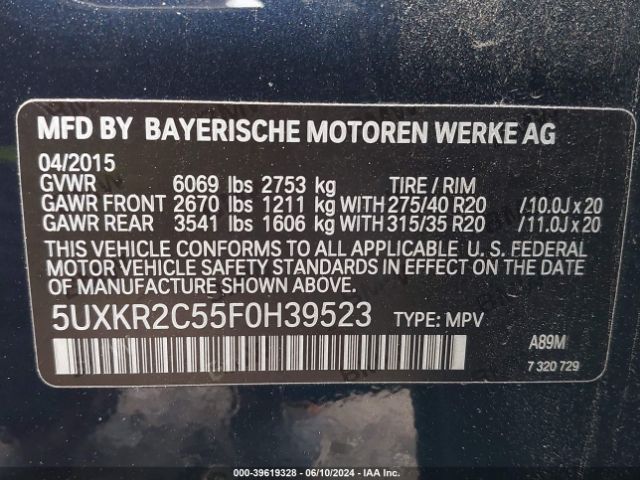 MFD BY BAYERISCHE MOTOREN WERKE AG
04/2015
GVWR 6069 lbs 2753 kg TIRE / RIM
GAWR FRONT 2670 lbs 1211 kg WITH 275/40 R20 /10.0J x 20
GAWR REAR 3541 lbs 1606 kg WITH 315/35 R20 /11.0J x 20
THIS VEHICLE CONFORMS TO ALL APPLICABLE U. S. FEDERAL
MOTOR VEHICLE SAFETY STANDARDS IN EFFECT ON THE DATE
OF MANUFACTURE SHOWN ABOVE.
5UXKR2C55F0H39523 TYPE: MPV A89M
7 320 729
000-39619328 - 06/10/2024 - IAA Inc.